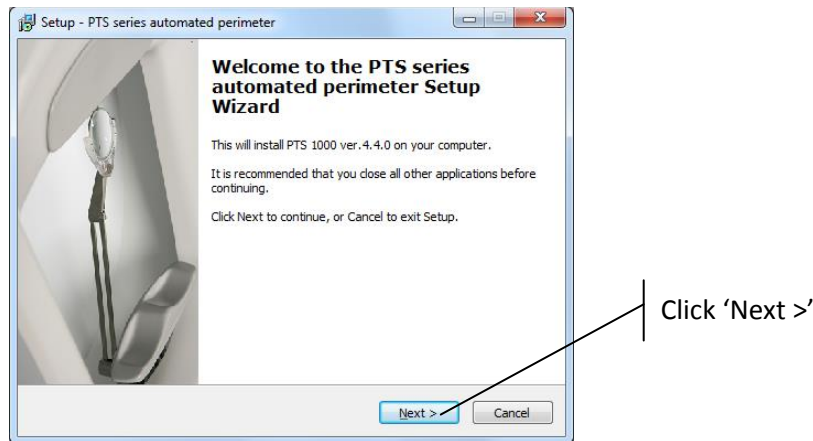 Setup - PTS series automated perimeter
Welcome to the PTS series
automated perimeter Setup
Wizard
This will install PTS 1000 ver.4.4.0 on your computer.
It is recommended that you close all other applications before
continuing.
Click Next to continue, or Cancel to exit Setup.
Click ‘Next >’
Next >
Cancel